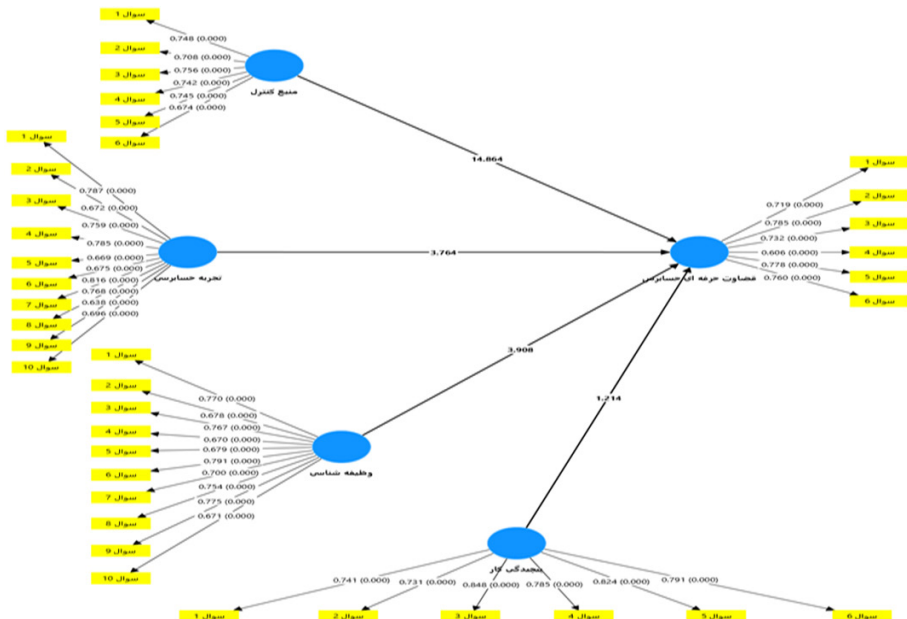 سوال 1
0.748 (0.000)
سوال 2
0.708 (0.000)
سوال 3
0.756 (0.000)
سوال 4
0.742 (0.000)
سوال 5
0.745 (0.000)
سوال 6
0.674 (0.000)
منبع کنترل
14.864
سوال 1
0.787 (0.000)
سوال 2
0.672 (0.000)
سوال 3
0.759 (0.000)
سوال 4
0.785 (0.000)
سوال 5
0.669 (0.000)
سوال 6
0.675 (0.000)
سوال 7
0.816 (0.000)
سوال 8
0.768 (0.000)
سوال 9
0.638 (0.000)
سوال 10
0.696 (0.000)
تجربه حسابرسی
3.764
سوال 1
0.719 (0.000)
سوال 2
0.785 (0.000)
سوال 3
0.732 (0.000)
سوال 4
0.606 (0.000)
سوال 5
0.778 (0.000)
سوال 6
0.760 (0.000)
قضاوت حرفه ای حسابرس
سوال 1
0.770 (0.000)
سوال 2
0.678 (0.000)
سوال 3
0.767 (0.000)
سوال 4
0.670 (0.000)
سوال 5
0.679 (0.000)
سوال 6
0.791 (0.000)
سوال 7
0.700 (0.000)
سوال 8
0.754 (0.000)
سوال 9
0.775 (0.000)
سوال 10
0.671 (0.000)
وظیفه شناسی
3.908
1.214
پیچیدگی کار
0.741 (0.000)
0.731 (0.000)
0.848 (0.000)
0.785 (0.000)
0.824 (0.000)
0.791 (0.000)
سوال 1
سوال 2
سوال 3
سوال 4
سوال 5
سوال 6